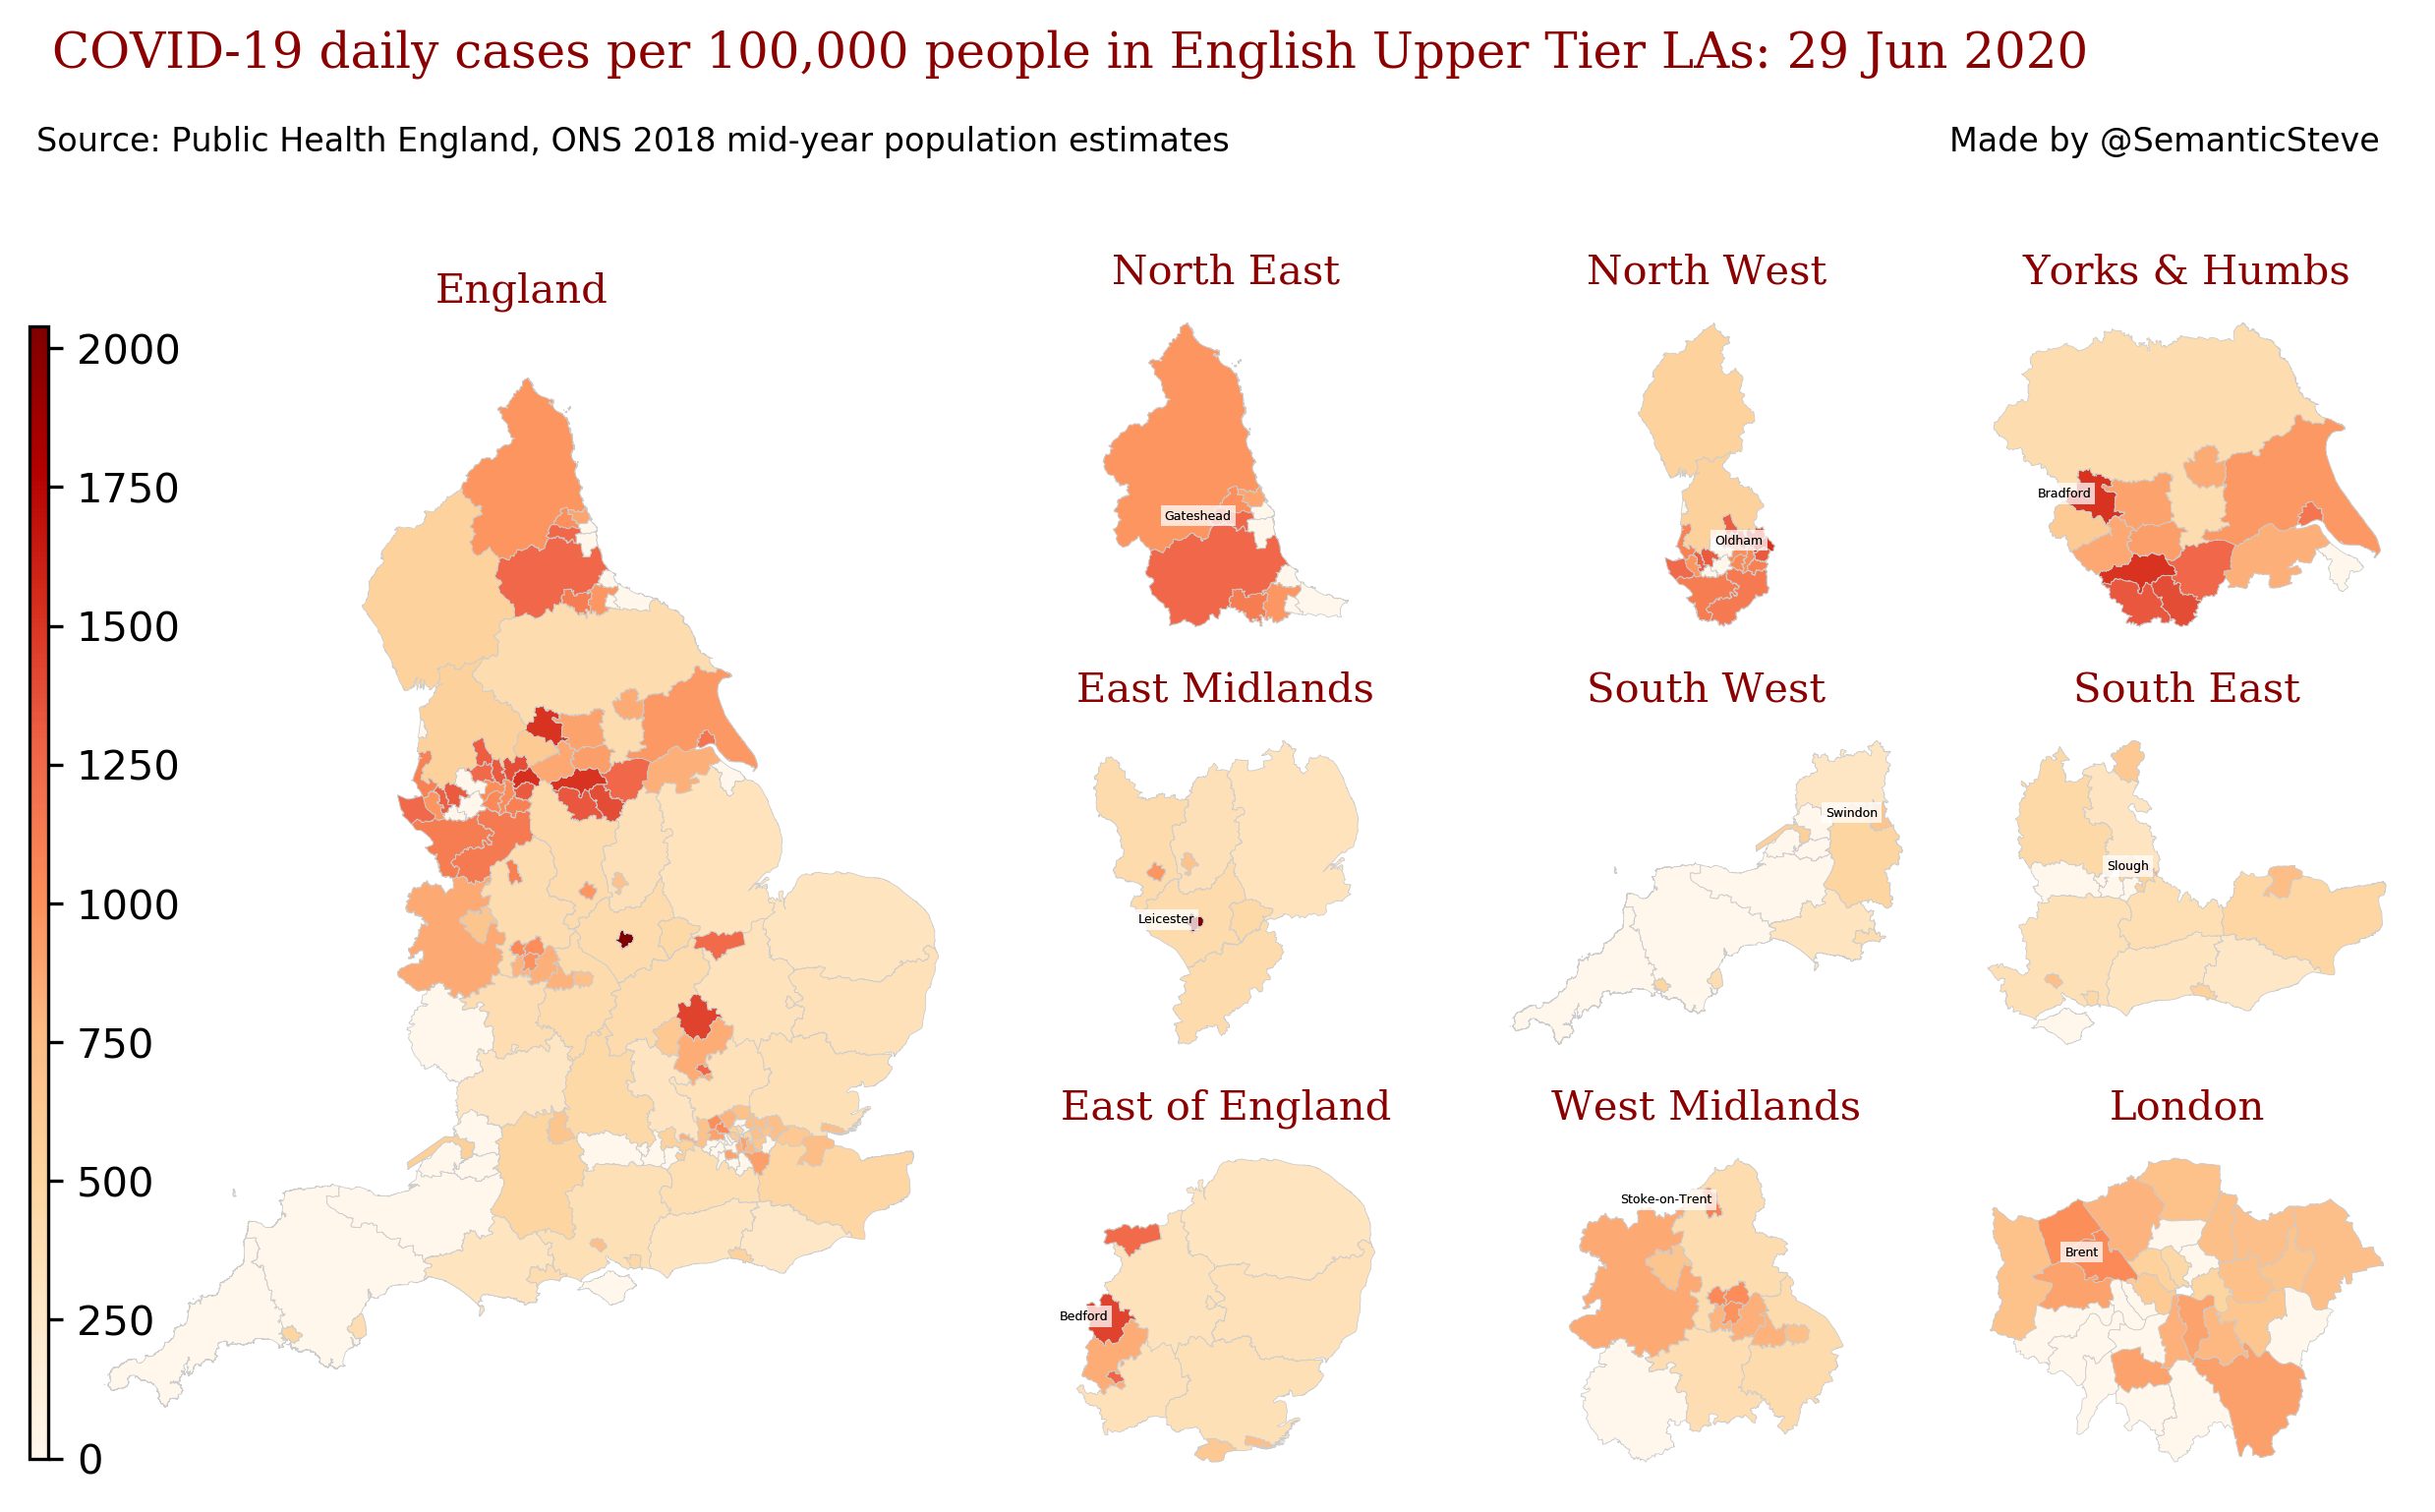 COVID-19 daily cases per 100,000 people in English Upper Tier LAs: 29 Jun 2020
Source: Public Health England, ONS 2018 mid-year population estimates
Made by @SemanticSteve
England
2000
1750
1500
1250
1000
750
500
250
0
North East
Gateshead
North West
Oldham
Yorks & Humbs
Bradford
East Midlands
Leicester
South West
Swindon
South East
Slough
East of England
Bedford
West Midlands
Stoke-on-Trent
London
Brent